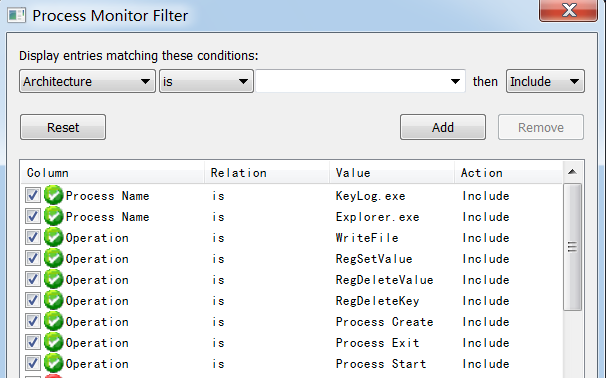 Process Monitor Filter
Display entries matching these conditions:
Architecture is then Include
Reset Add Remove
Column Relation Value Action
Process Name is KeyLog.exe Include
Process Name is Explorer.exe Include
Operation is WriteFile Include
Operation is RegSetValue Include
Operation is RegDeleteValue Include
Operation is RegDeleteKey Include
Operation is Process Create Include
Operation is Process Exit Include
Operation is Process Start Include